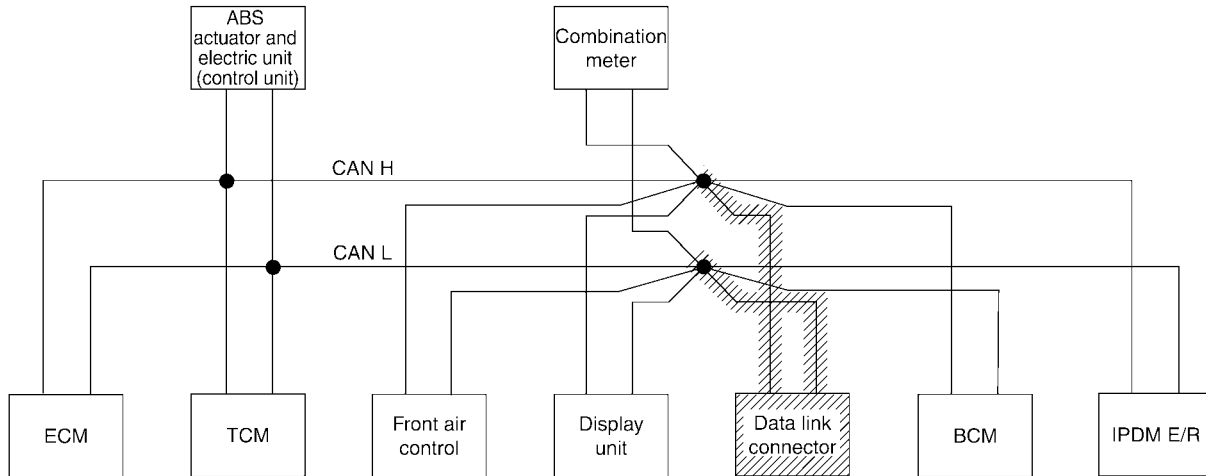 ABS
actuator and
electric unit
(control unit)
Combination
meter
CAN H
CAN L
ECM
TCM
Front air
control
Display
unit
Data link
connector
BCM
IPDM E/R